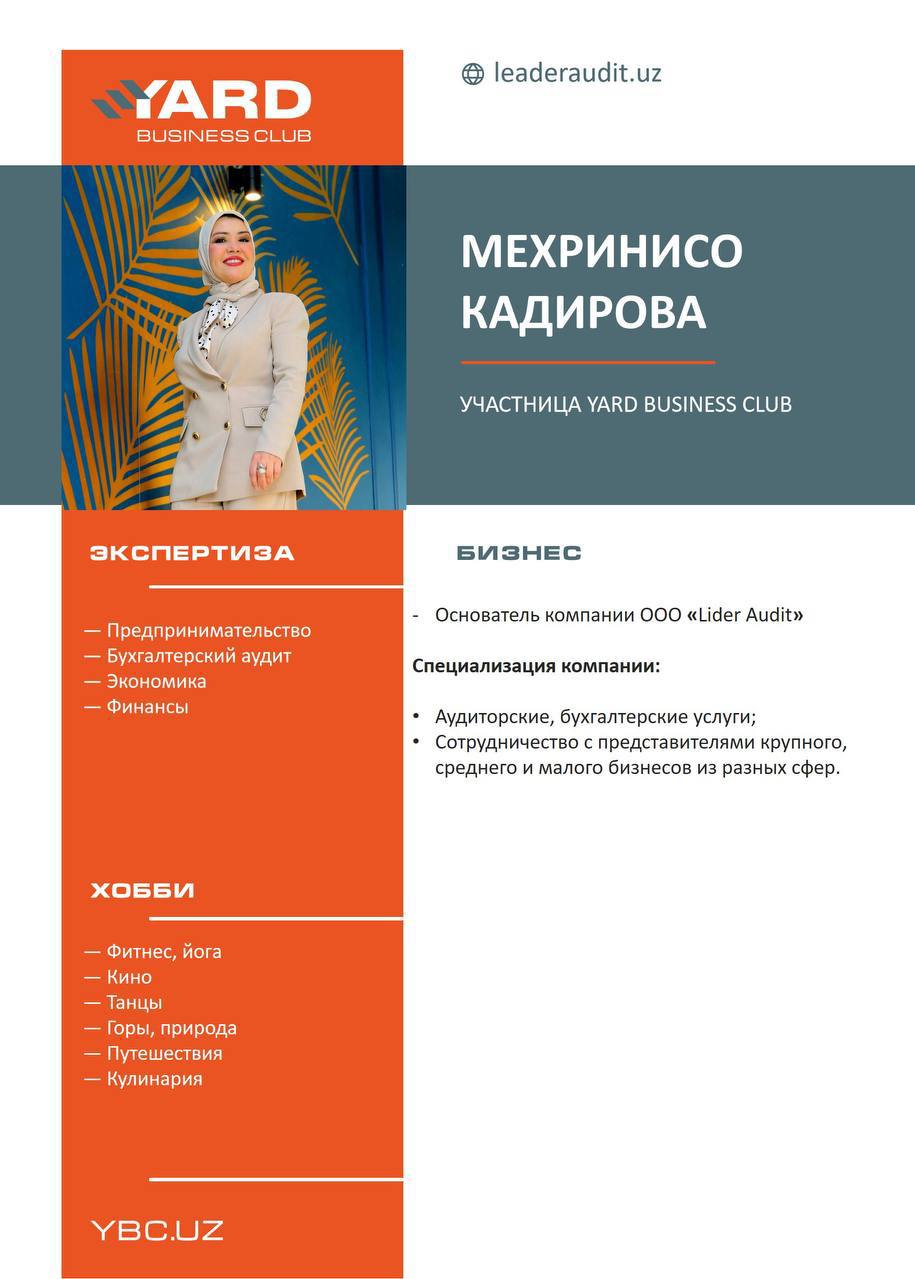 YARD
BUSINESS CLUB
leaderaudit.uz
МЕХРИНИСО
КАДИРОВА
УЧАСТНИЦА YARD BUSINESS CLUB
ЭКСПЕРТИЗА
— Предпринимательство
— Бухгалтерский аудит
— Экономика
— Финансы
ХОББИ
— Фитнес, йога
— Кино
— Танцы
— Горы, природа
— Путешествия
— Кулинария
YBC.UZ
БИЗНЕС
- Основатель компании ООО «Lider Audit»
Специализация компании:
• Аудиторские, бухгалтерские услуги;
• Сотрудничество с представителями крупного,
среднего и малого бизнесов из разных сфер.